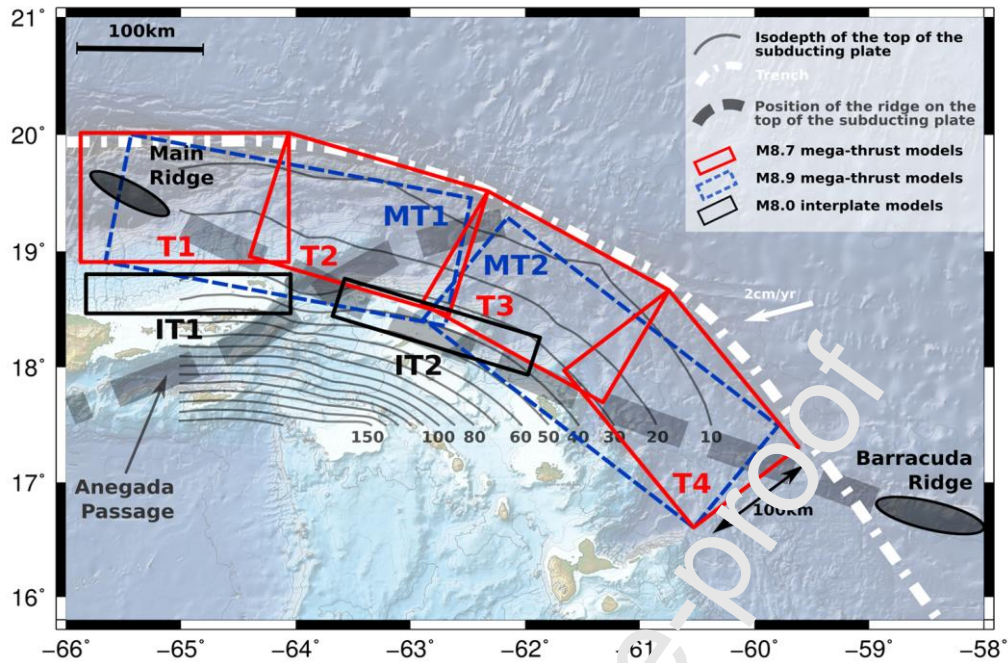 21°
20°
19°
18°
17°
16°
−66°
−65°
−64°
−63°
−62°
−61°
−60°
−59°
−58°
100km
Isodepth of the top of the
subducting plate
Trench
Position of the ridge on the
top of the subducting plate
M8.7 mega-thrust models
M8.9 mega-thrust models
M8.0 interplate models
Main
Ridge
MT1
T1
T2
MT2
T3
2cm/yr
IT1
IT2
150
100
80
60
50
40
30
20
10
Anegada
Passage
T4
100km
Barracuda
Ridge
e-proof